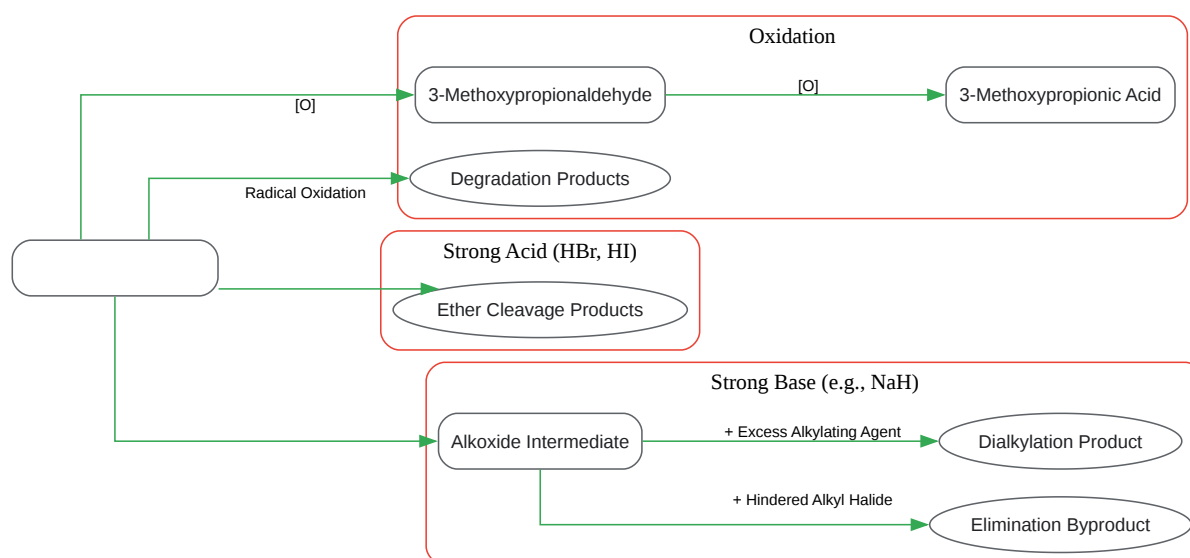 Oxidation
3-Methoxypropionaldehyde
[O]
3-Methoxypropionic Acid
[O]
Degradation Products
Radical Oxidation
Strong Acid (HBr, HI)
Ether Cleavage Products
Strong Base (e.g., NaH)
Alkoxide Intermediate
+ Excess Alkylating Agent
Dialkylation Product
+ Hindered Alkyl Halide
Elimination Byproduct